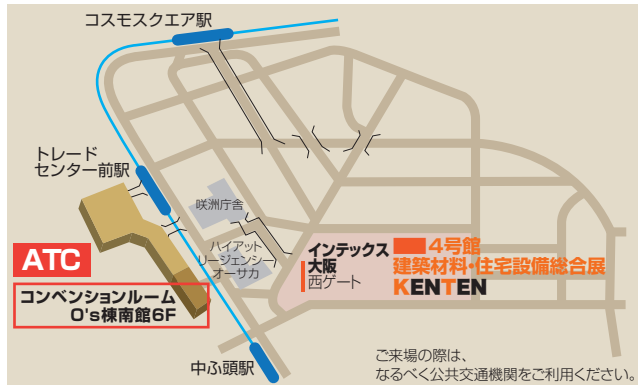 コスモスクエア駅
トレード
センター前駅
咲洲庁舎
ハイアット
リージェンシー
オーサカ
ATC
コンベンションルーム
O's棟南館6F
インテックス
大阪
西ゲート
4号館
建築材料・住宅設備総合展
KENTEN
中ふ頭駅
ご来場の際は、
なるべく公共交通機関をご利用ください。